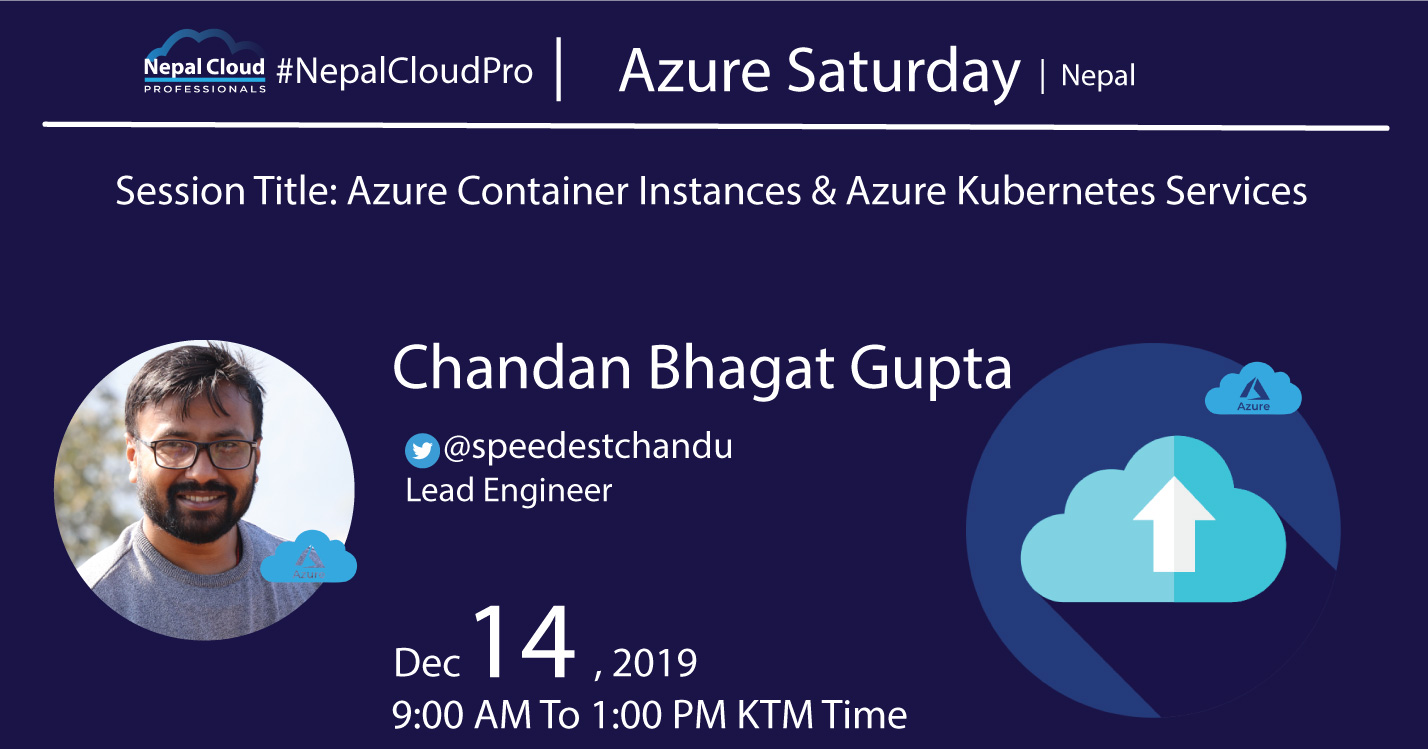 Nepal Cloud
PROFESSIONALS
#NepalCloudPro
Azure Saturday | Nepal
Session Title: Azure Container Instances & Azure Kubernetes Services
Chandan Bhagat Gupta
@speedestchandu
Lead Engineer
Azure
Azure
Dec 14 , 2019
9:00 AM To 1:00 PM KTM Time